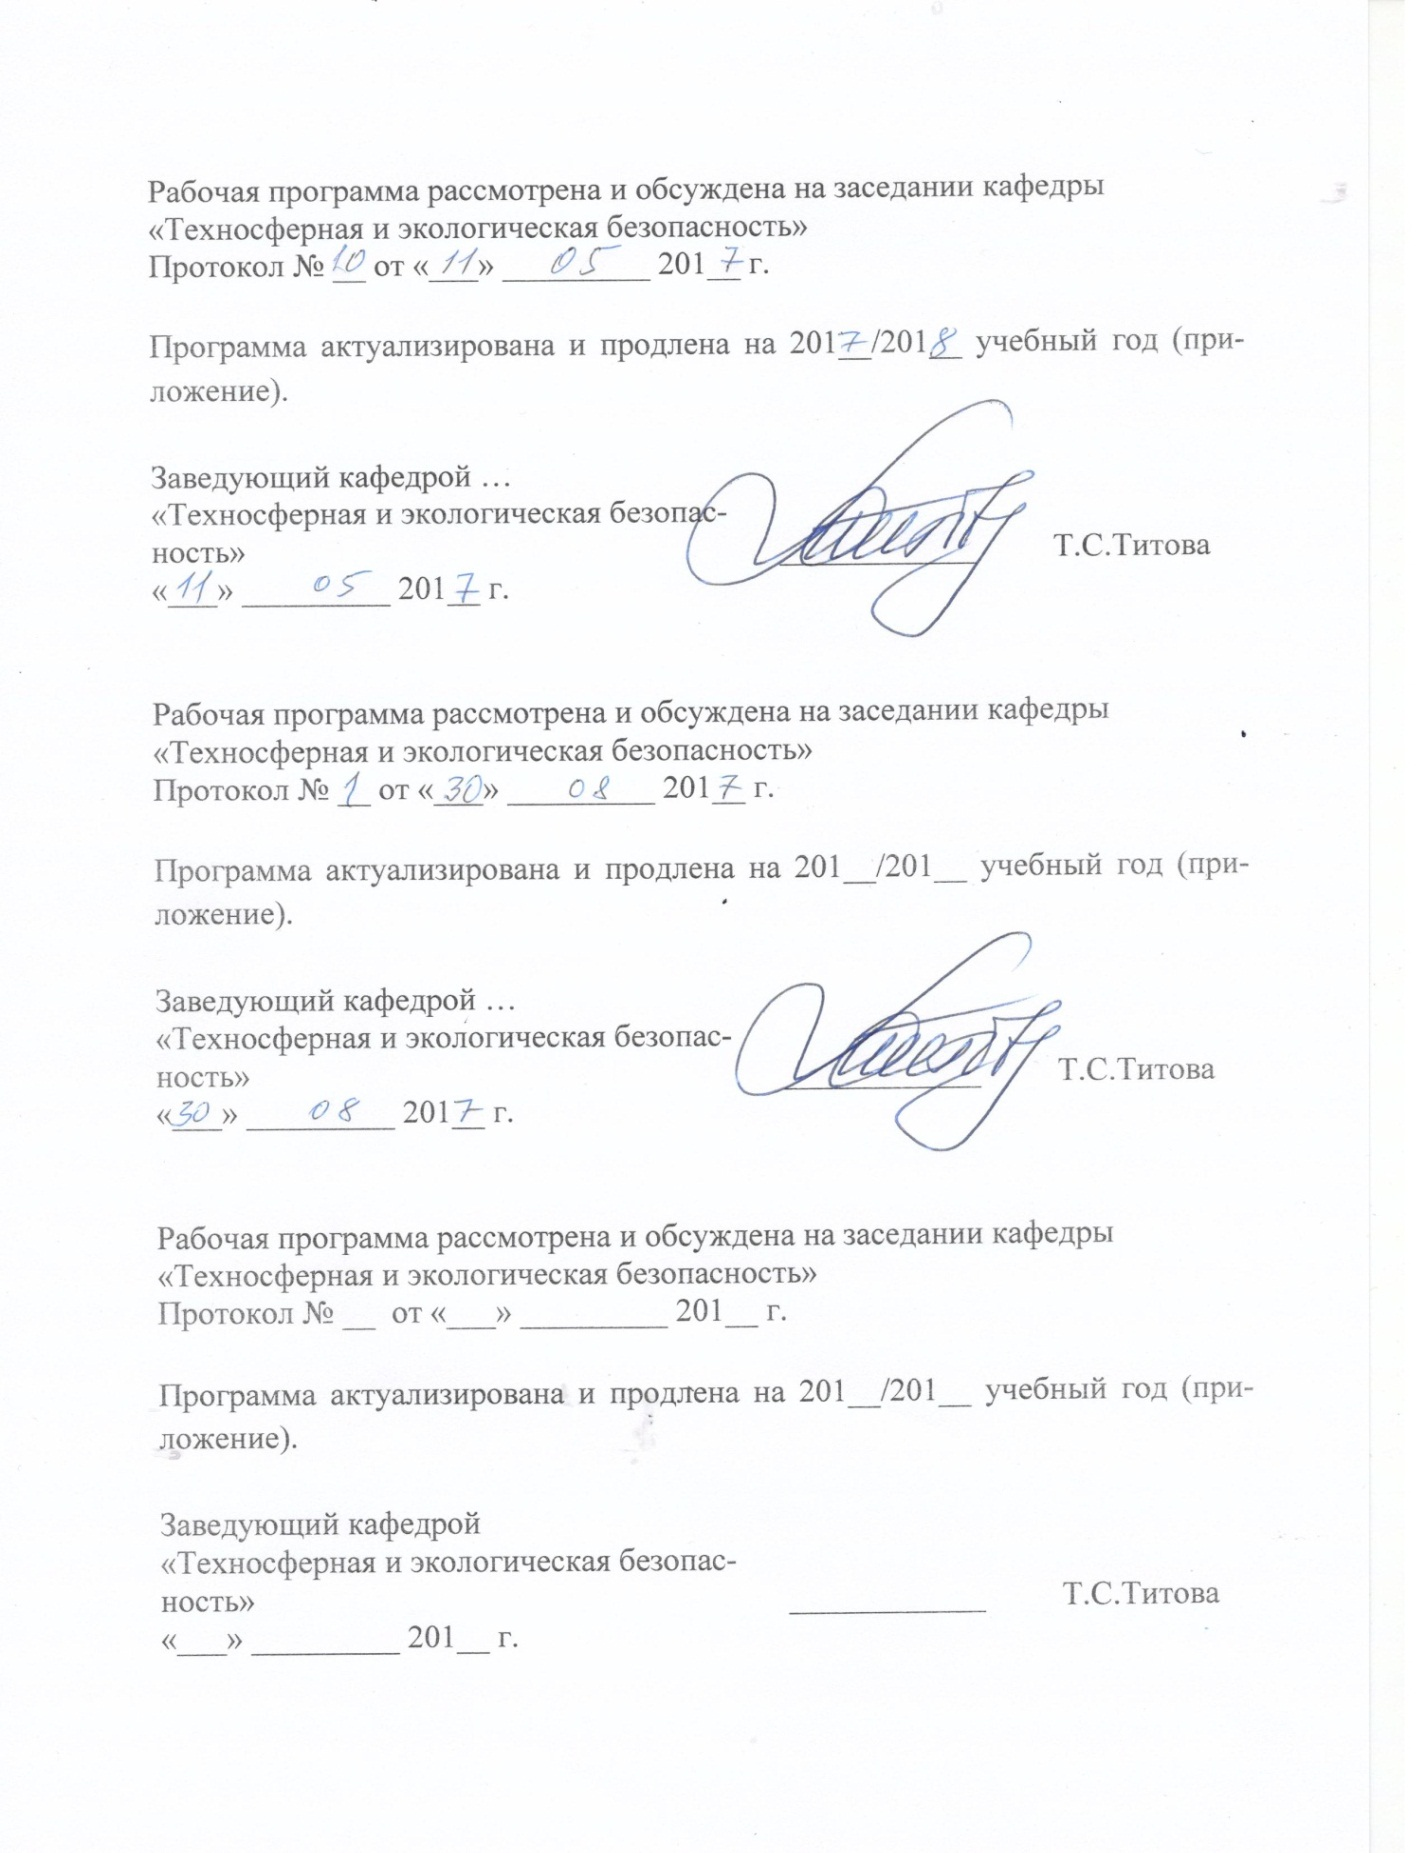 Рабочая программа рассмотрена и обсуждена на заседании кафедры
«Техносферная и экологическая безопасность»
Протокол № 10 от «11» 05 2017 г.
Программа актуализирована и продлена на 2017/2018 учебный год (при-
ложение).
Заведующий кафедрой …
«Техносферная и экологическая безопас-
ность» Т.С.Титова
«11» 05 2017 г.
Рабочая программа рассмотрена и обсуждена на заседании кафедры
«Техносферная и экологическая безопасность»
Протокол № 1 от «30» 08 2017 г.
Программа актуализирована и продлена на 201__/201__ учебный год (при-
ложение).
Заведующий кафедрой …
«Техносферная и экологическая безопас-
ность» Т.С.Титова
«30» 08 2017 г.
Рабочая программа рассмотрена и обсуждена на заседании кафедры
«Техносферная и экологическая безопасность»
Протокол № __ от «___» _________ 201__ г.
Программа актуализирована и продлена на 201__/201__ учебный год (при-
ложение).
Заведующий кафедрой
«Техносферная и экологическая безопас-
ность» ____________ Т.С.Титова
«___» _________ 201__ г.